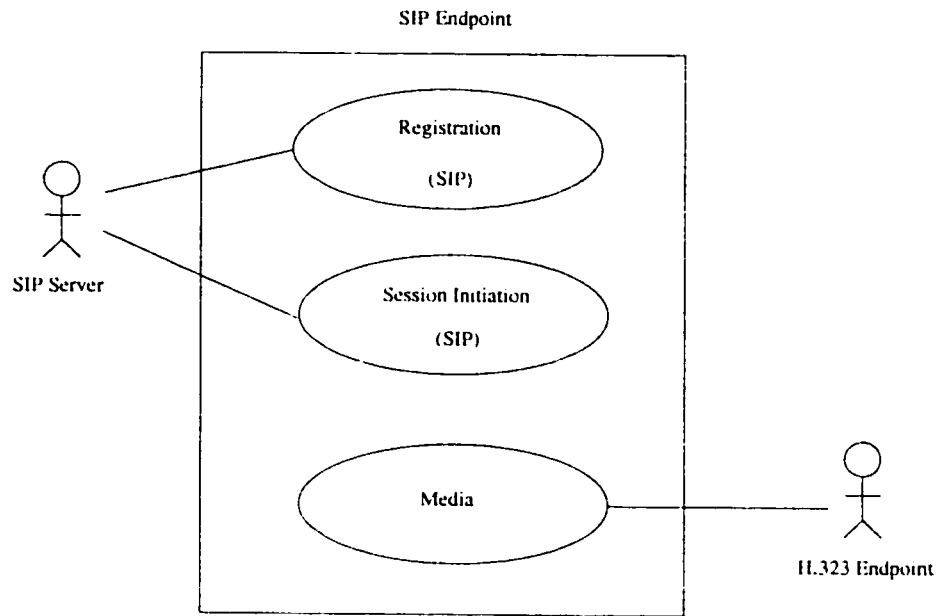 SIP Endpoint
Registration
(SIP)
SIP Server
Session Initiation
(SIP)
Media
H.323 Endpoint